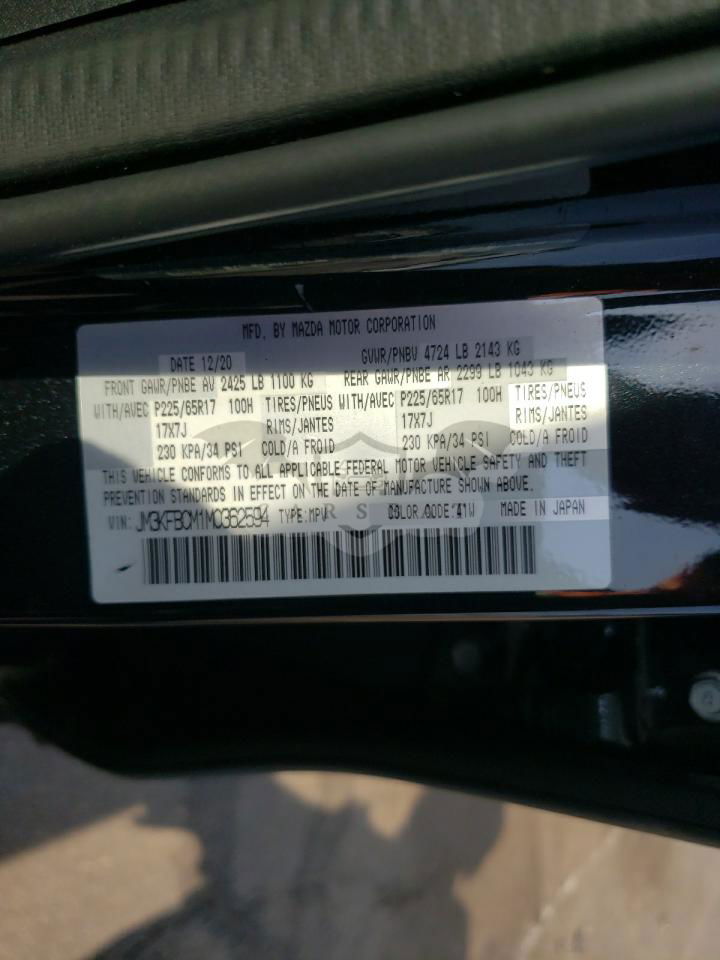 MFD. BY MAZDA MOTOR CORPORATION
DATE 12/20 GVWR/PNBV 4724 LB 2143 KG
FRONT GAWR/PNBE AV 2425 LB 1100 KG REAR GAWR/PNBE AR 2299 LB 1043 KG
WITH/AVEC P225/65R17 100H TIRES/PNEUS WITH/AVEC P225/65R17 100H TIRES/PNEUS
17X7J RIMS/JANTES 17X7J RIMS/JANTES
230 KPA/34 PSI COLD/A FROID 230 KPA/34 PSI COLD/A FROID
THIS VEHICLE CONFORMS TO ALL APPLICABLE FEDERAL MOTOR VEHICLE SAFETY AND THEFT
PREVENTION STANDARDS IN EFFECT ON THE DATE OF MANUFACTURE SHOWN ABOVE.
VIN: JM3KFBCM1M0362594 TYPE:MPV COLOR CODE:41W MADE IN JAPAN